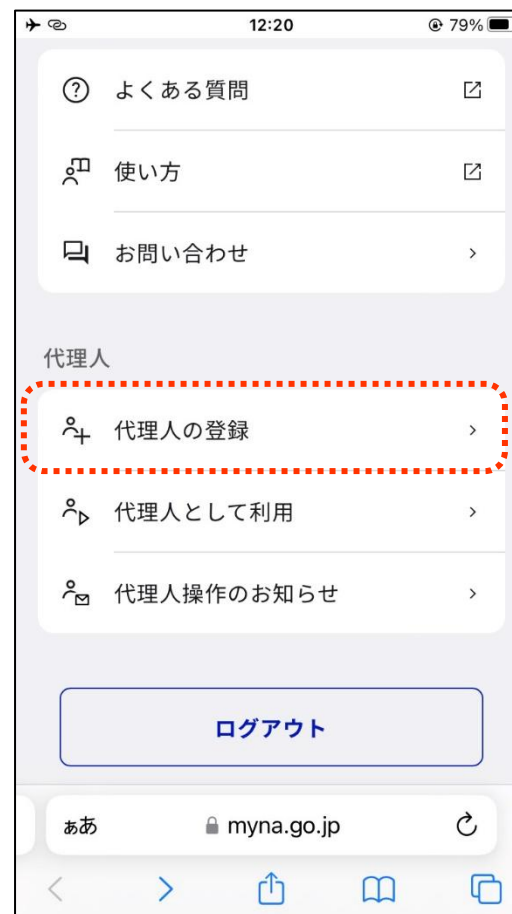 12:20
79%
よくある質問
使い方
お問い合わせ
代理人
代理人の登録
代理人として利用
代理人操作のお知らせ
ログアウト
ぁあ
myna.go.jp